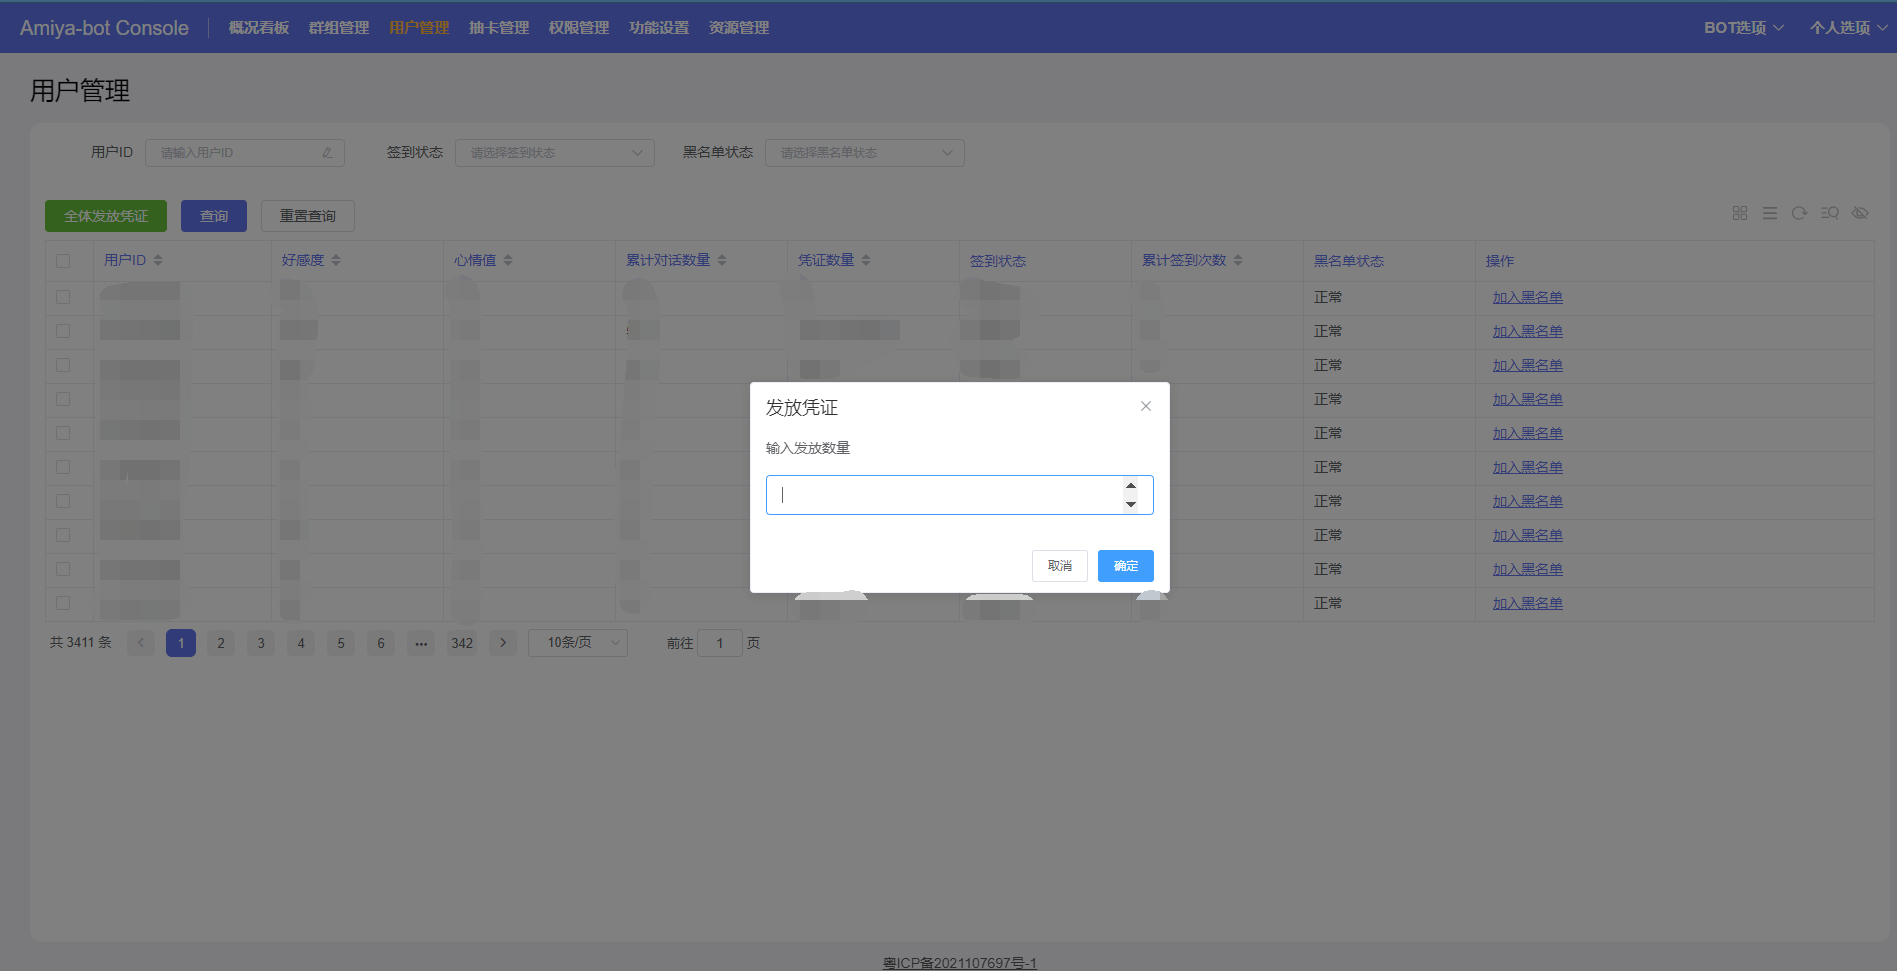 Amiya-bot Console 概况看板 群组管理 用户管理 抽卡管理 权限管理 功能设置 资源管理 BOT选项 个人选项
用户管理
用户ID 请输入用户ID 签到状态 请选择签到状态 黑名单状态 请选择黑名单状态
全体发放凭证 查询 重置查询
用户ID 好感度 心情值 累计对话数量 凭证数量 签到状态 累计签到次数 黑名单状态 操作
正常 加入黑名单
正常 加入黑名单
正常 加入黑名单
正常 加入黑名单
正常 加入黑名单
正常 加入黑名单
正常 加入黑名单
正常 加入黑名单
正常 加入黑名单
正常 加入黑名单
发放凭证
输入发放数量
取消 确定
共 3411 条 1 2 3 4 5 6 ••• 342 10条/页 前往 1 页
粤ICP备2021107697号-1